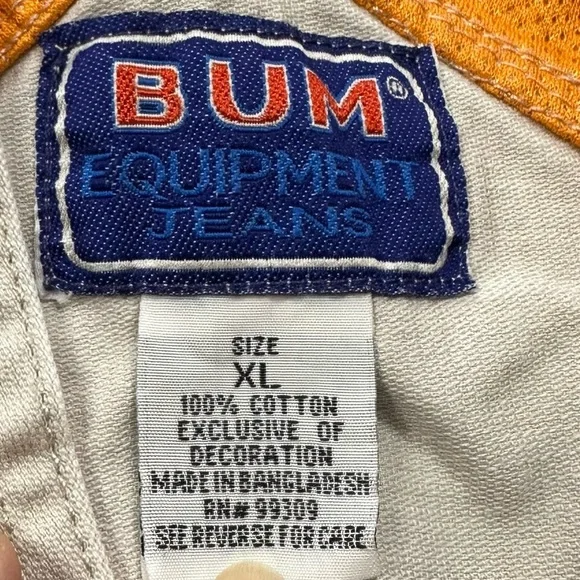 BUM®
EQUIPMENT
JEANS
SIZE
XL
100% COTTON
EXCLUSIVE OF
DECORATION
MADE IN BANGLADESH
RN# 99309
SEE REVERSE FOR CARE